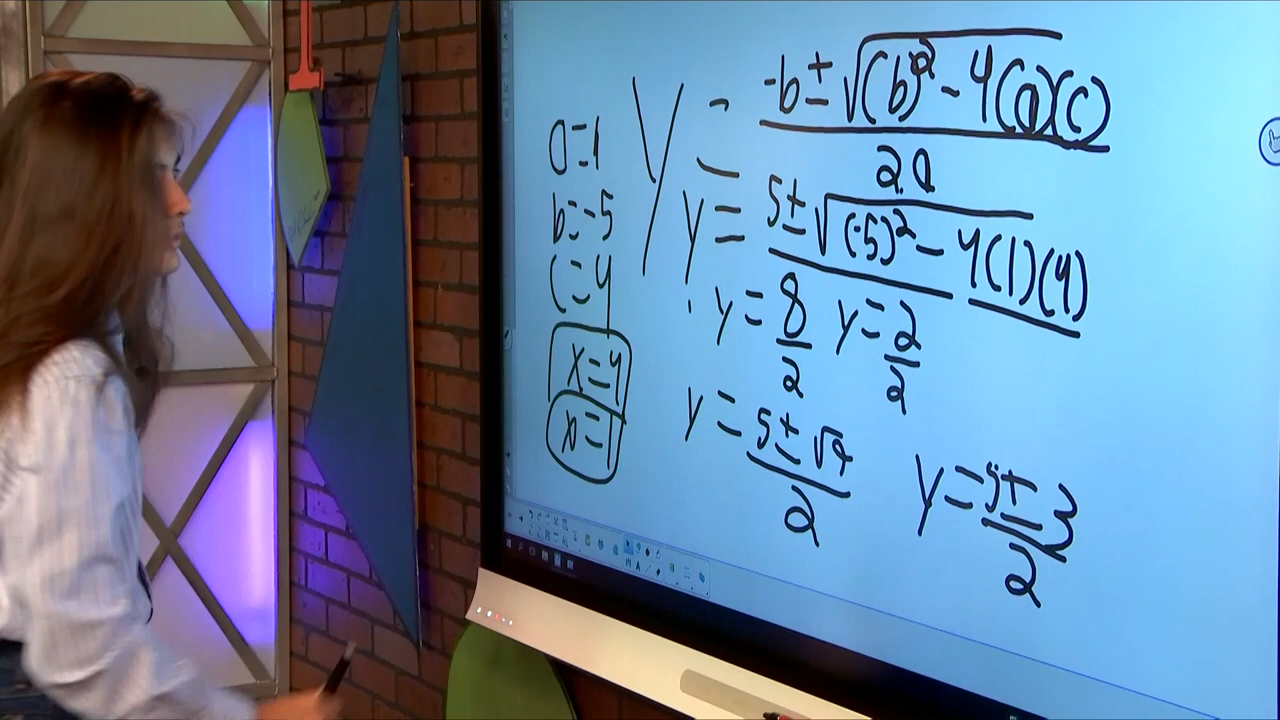 a=1
b=-5
c=4
x=4
x=1
y = -b ± √(b)² - 4(a)(c) / 2a
y = 5 ± √(-5)² - 4(1)(4)
y = 8/2 y = 2/2
y = 5 ± √9 / 2
y = 5 ± 3 / 2